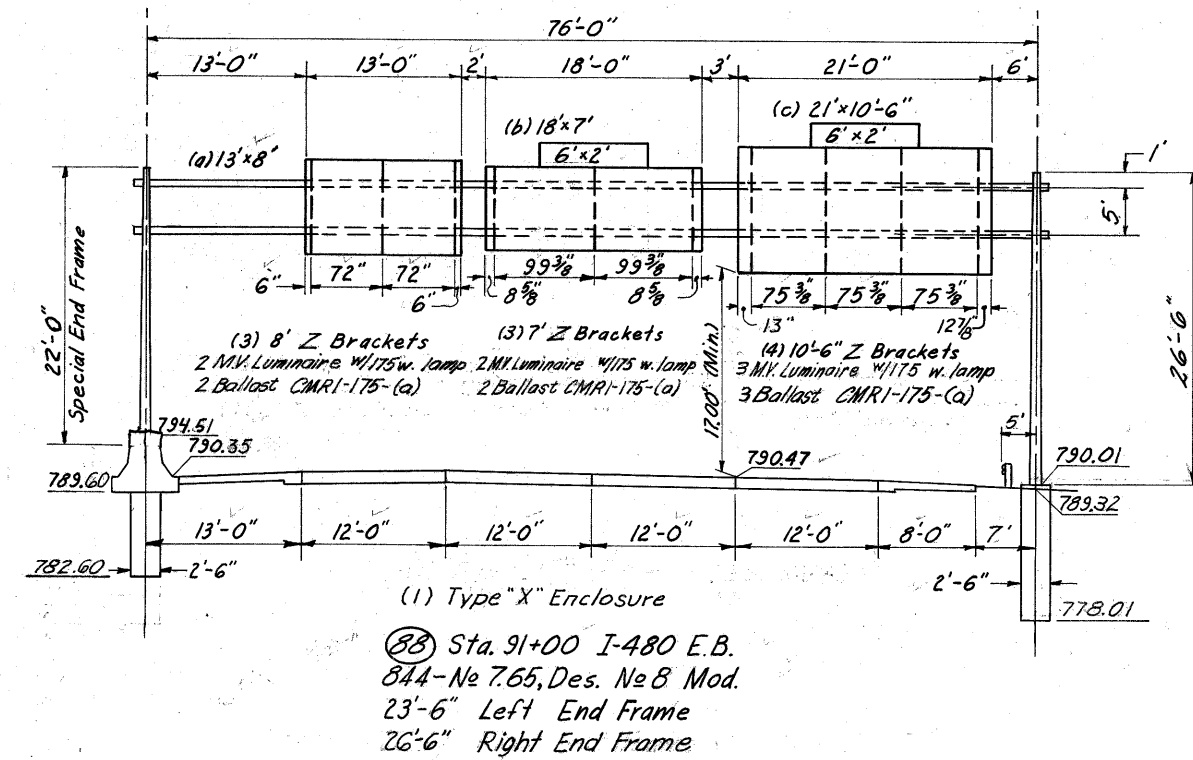 76'-0"
13'-0" 13'-0" 2' 18'-0" 3' 21'-0" 6'
(a) 13'x8' (b) 18'x7' (c) 21'x10'-6"
6'x2' 6'x2'
1'
5'
22'-0"
Special End Frame
26'-6"
6" 72" 72" 6"
8 5/8" 99 3/8" 99 3/8" 8 5/8"
13" 75 3/8" 75 3/8" 75 3/8" 12 7/8"
(3) 8' Z Brackets
2 M.V. Luminaire W/175 w. lamp
2 Ballast CMR1-175-(a)
(3) 7' Z Brackets
2 M.V. Luminaire W/175 w. lamp
2 Ballast CMR1-175-(a)
17.00' (Min.)
(4) 10'-6" Z Brackets
3 M.V. Luminaire W/175 w. lamp
3 Ballast CMR1-175-(a)
794.51
790.35
789.60
790.47
5'
790.01
789.32
13'-0" 12'-0" 12'-0" 12'-0" 12'-0" 8'-0" 7'
782.60 2'-6"
2'-6" 778.01
(1) Type "X" Enclosure
88 Sta. 91+00 I-480 E.B.
844-No 7.65, Des. No 8 Mod.
23'-6" Left End Frame
26'-6" Right End Frame